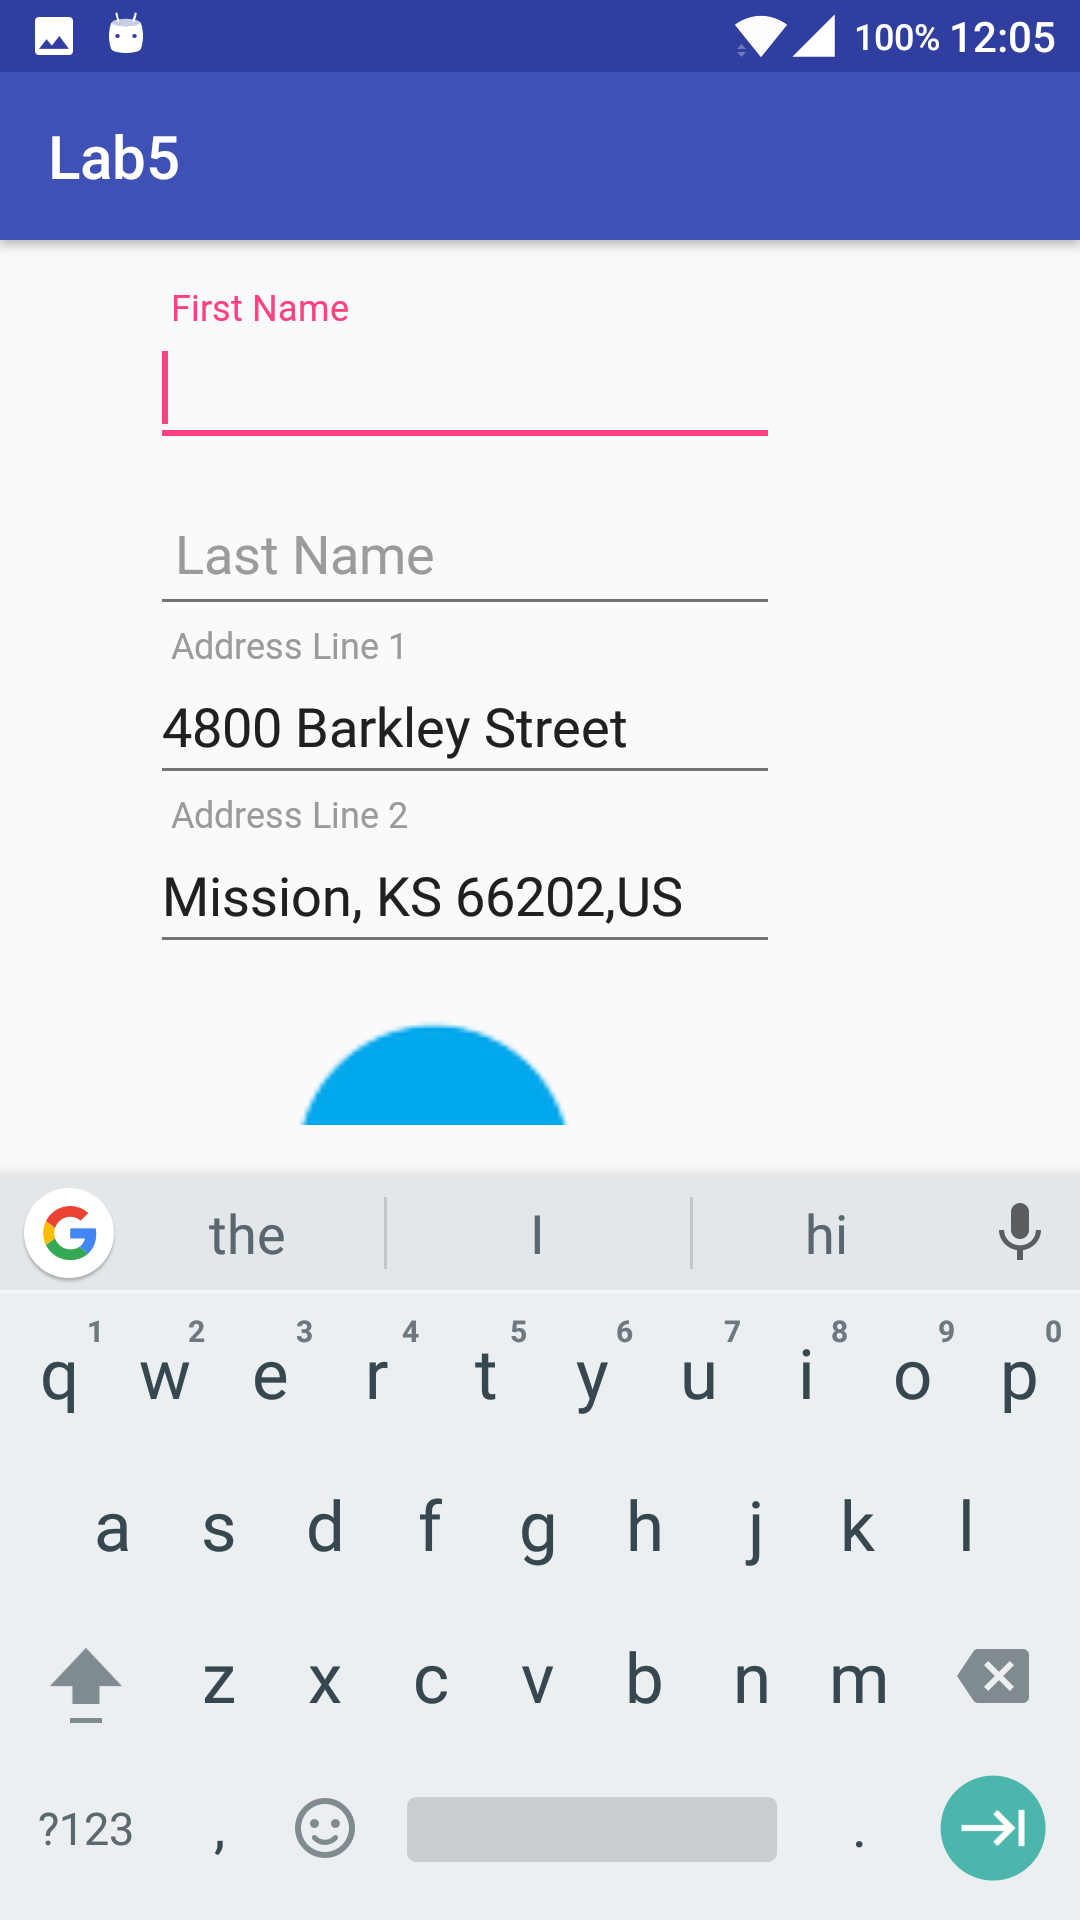 100% 12:05
Lab5
First Name
Last Name
Address Line 1
4800 Barkley Street
Address Line 2
Mission, KS 66202,US
the I hi
1 2 3 4 5 6 7 8 9 0
q w e r t y u i o p
a s d f g h j k l
z x c v b n m
?123 , .